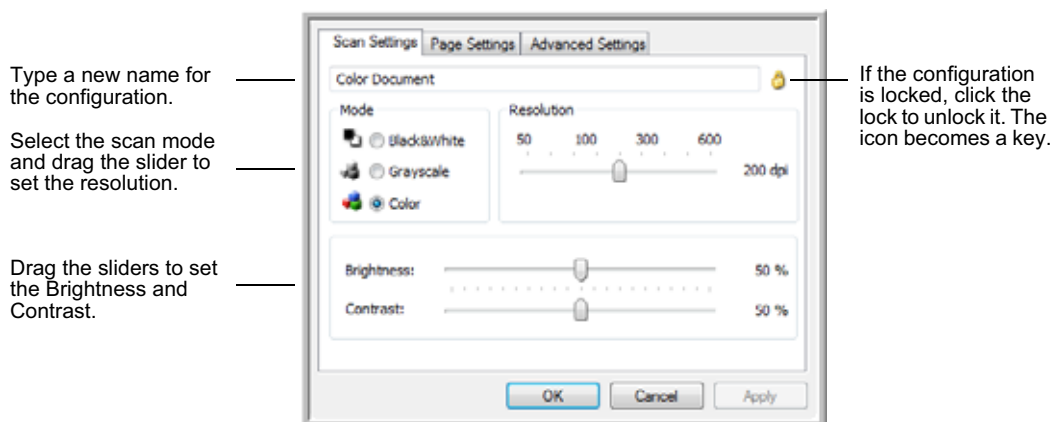 Scan Settings Page Settings Advanced Settings
Type a new name for
the configuration.
Color Document
If the configuration
is locked, click the
lock to unlock it. The
icon becomes a key.
Select the scan mode
and drag the slider to
set the resolution.
Mode
Black&White
Grayscale
Color
Resolution
50 100 300 600
200 dpi
Drag the sliders to set
the Brightness and
Contrast.
Brightness: 50 %
Contrast: 50 %
OK Cancel Apply